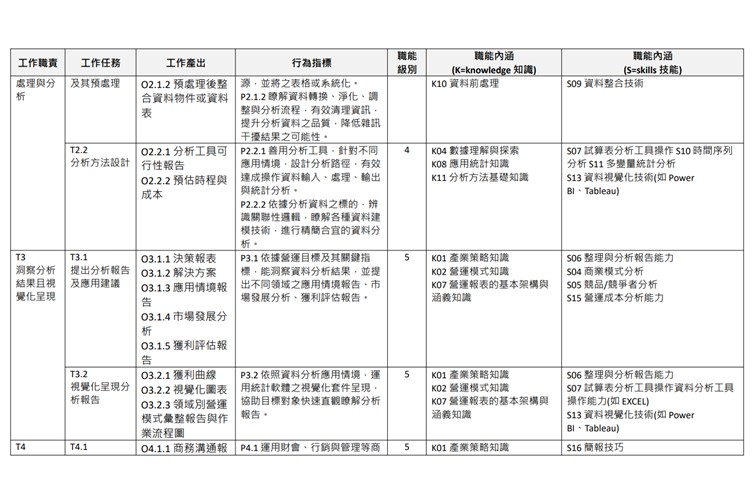 工作職責 工作任務 工作產出 行為指標 職能級別 職能內涵 (K=knowledge 知識) 職能內涵 (S=skills 技能)
處理與分析
及其預處理
O2.1.2 預處理後整
合資料物件或資料
表
源，並將之表格或系統化。
P2.1.2 瞭解資料轉換、淨化、調
整與分析流程，有效清理資訊，
提升分析資料之品質，降低雜訊
干擾結果之可能性。
K10 資料前處理
S09 資料整合技術
T2.2
分析方法設計
O2.2.1 分析工具可
行性報告
O2.2.2 預估時程與
成本
P2.2.1 善用分析工具，針對不同
應用情境，設計分析路徑，有效
達成操作資料輸人、處理、輸出
與統計分析。
P2.2.2 依據分析資料之標的，辨
識關聯性邏輯，瞭解各種資料建
模技術，進行精簡合宜的資料分
析。
4
K04 數據理解與探索
K08 應用統計知識
K11 分析方法基礎知識
S07 試算表分析工具操作 S10 時間序列
分析 S11 多變量統計分析
S13 資料視覺化技術(如 Power
BI、Tableau)
T3
洞察分析
結果且視
覺化呈現
T3.1
提出分析報告
及應用建議
O3.1.1 決策報表
O3.1.2 解決方案
O3.1.3 應用情境報
告
O3.1.4 市場發展分
析
O3.1.5 獲利評估報
告
P3.1 依據營運目標及其關鍵指
標，能洞察資料分析結果，並提
出不同領域之應用情境報告、市
場發展分析、獲利評估報告。
5
K01 產業策略知識
K02 營運模式知識
K07 營運報表的基本架構與
涵義知識
S06 整理與分析報告能力
S04 商業模式分析
S05 競品/競爭者分析
S15 營運成本分析能力
T3.2
視覺化呈現分
析報告
O3.2.1 獲利曲線
O3.2.2 視覺化圖表
O3.2.3 領域別營運
模式彙整報告與作
業流程圖
P3.2 依照資料分析應用情境，運
用統計軟體之視覺化套件呈現，
協助目標對象快速直觀瞭解分析
報告。
5
K01 產業策略知識
K02 營運模式知識
K07 營運報表的基本架構與
涵義知識
S06 整理與分析報告能力
S07 試算表分析工具操作資料分析工具
操作能力(如 EXCEL)
S13 資料視覺化技術(如 Power
BI、Tableau)
T4
T4.1
O4.1.1 商務溝通報
P4.1 運用財會、行銷與管理等商
5
K01 產業策略知識
S16 簡報技巧